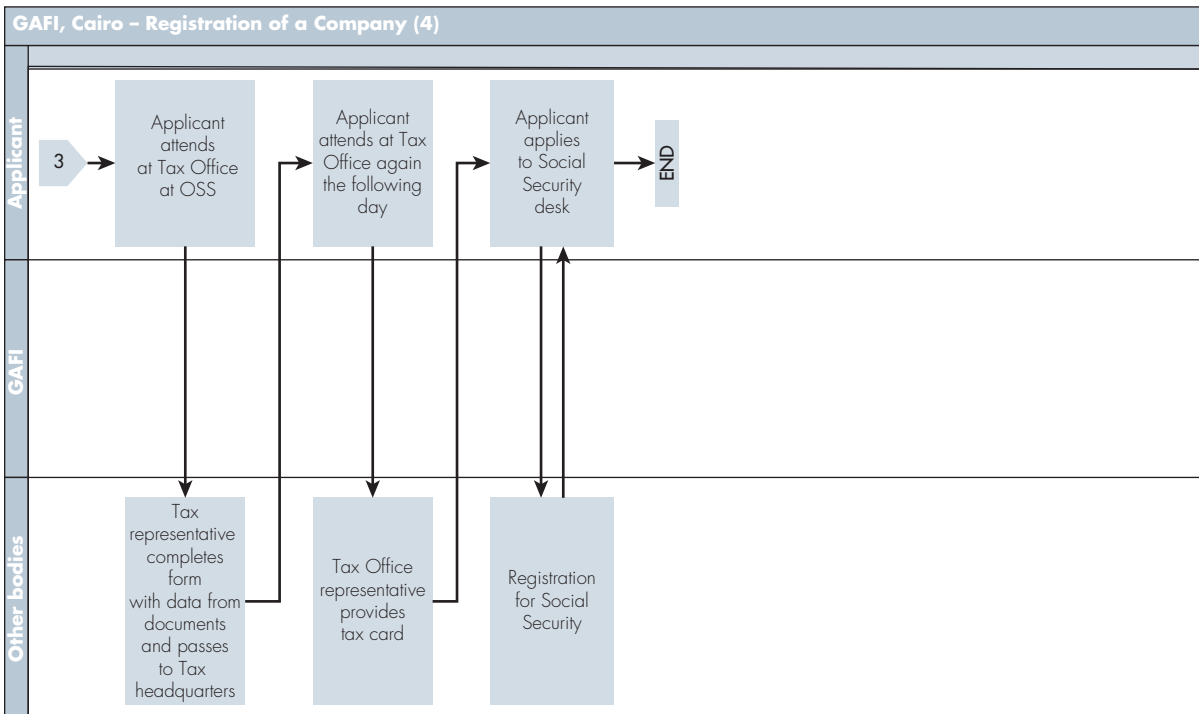 GAFI, Cairo – Registration of a Company (4)
Applicant
3
Applicant
attends
at Tax Office
at OSS
Applicant
attends at Tax
Office again
the following
day
Applicant
applies
to Social
Security
desk
END
GAFI
Other bodies
Tax
representative
completes
form
with data from
documents
and passes
to Tax
headquarters
Tax Office
representative
provides
tax card
Registration
for Social
Security